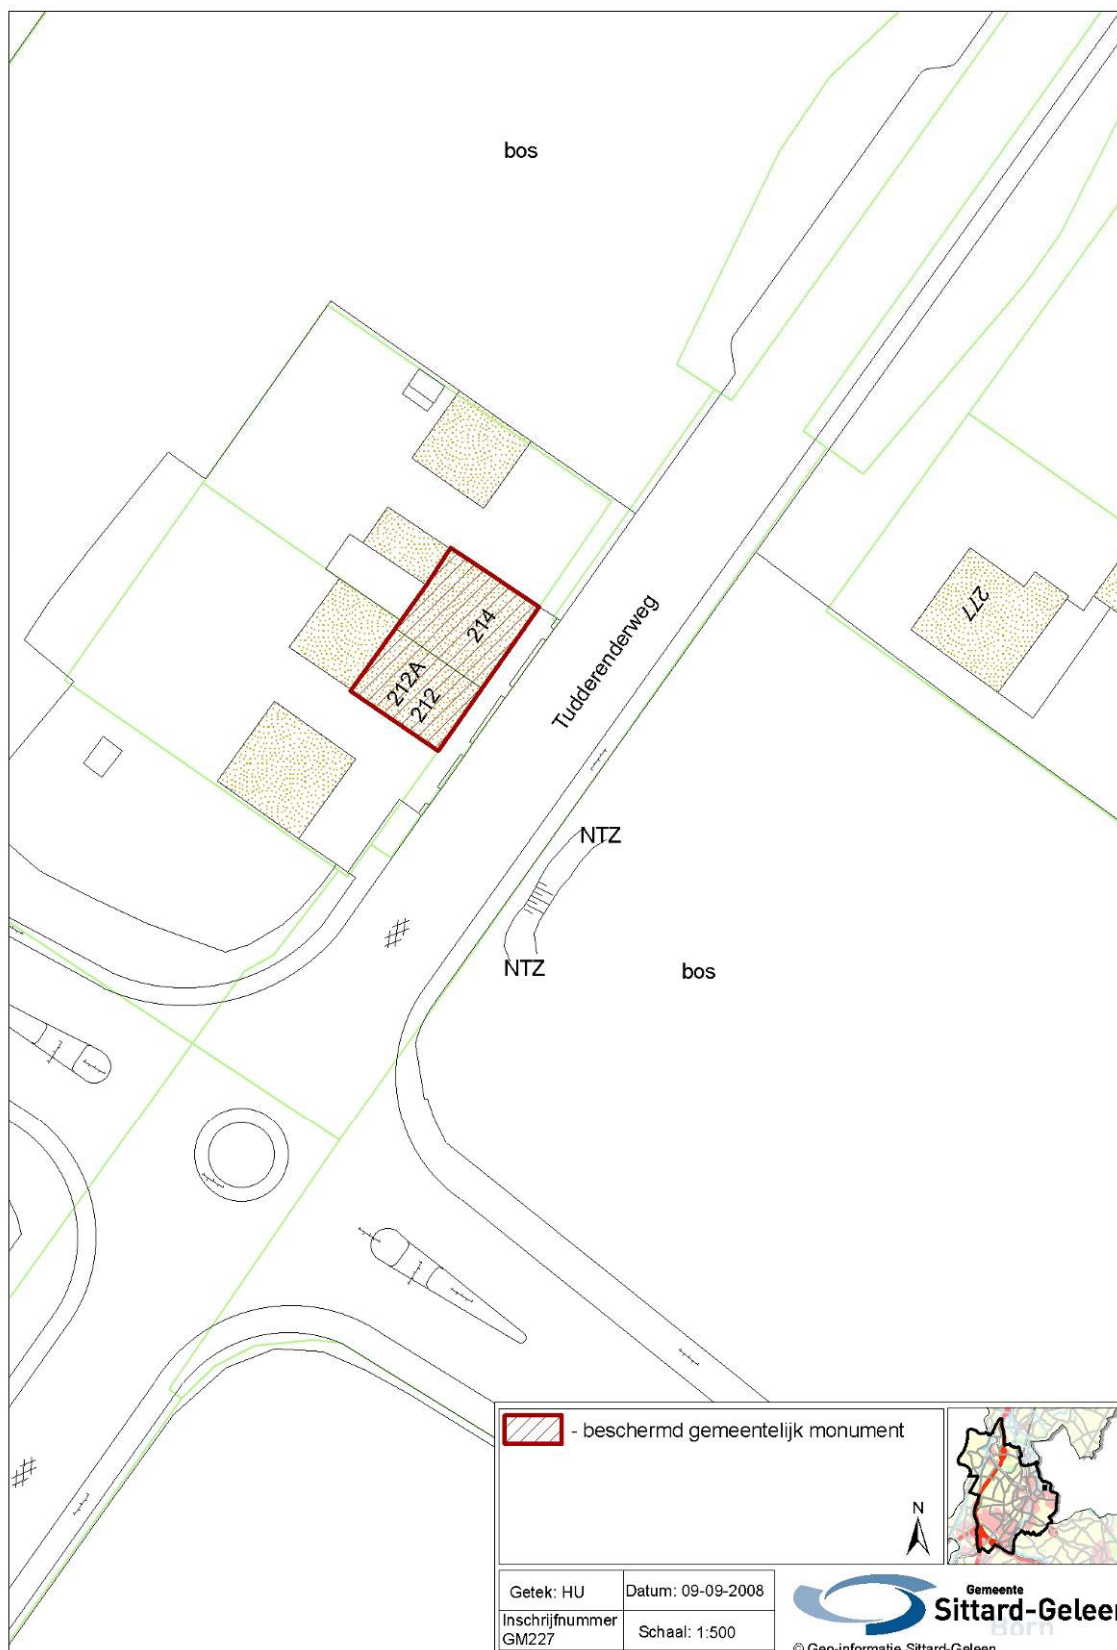 bos
214
212A
212
Tudderenderweg
277
NTZ
NTZ
bos
- beschermd gemeentelijk monument
N
Getek: HU
Datum: 09-09-2008
Inschrijfnummer
GM227
Schaal: 1:500
Gemeente
Sittard-Geleen
Born
© Geo-informatie Sittard-Geleen